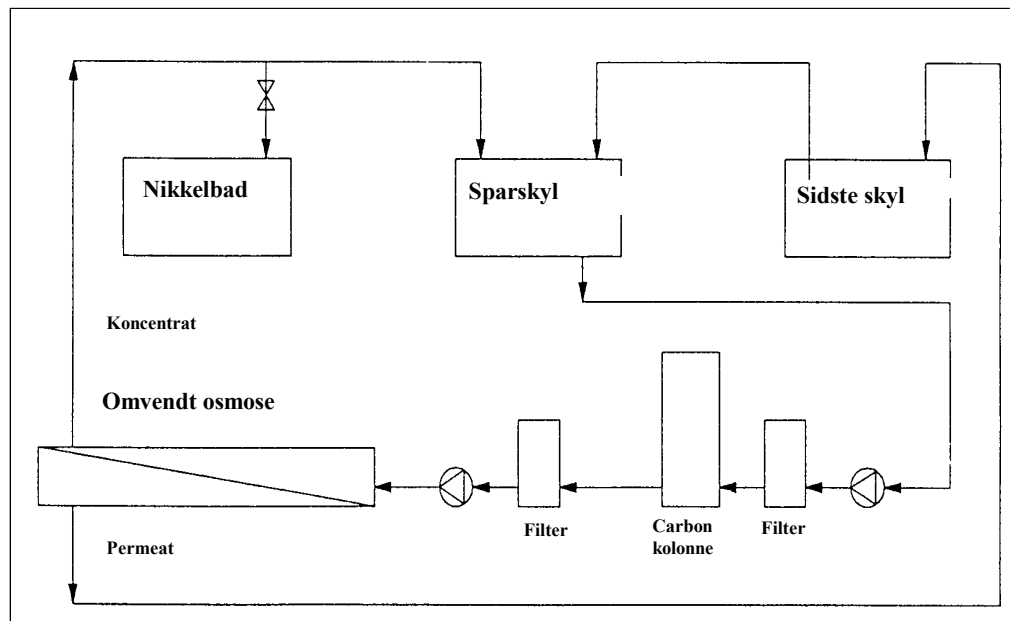 Nikkelbad
Sparskyl
Sidste skyl
Koncentrat
Omvendt osmose
Filter
Carbon
kolonne
Filter
Permeat